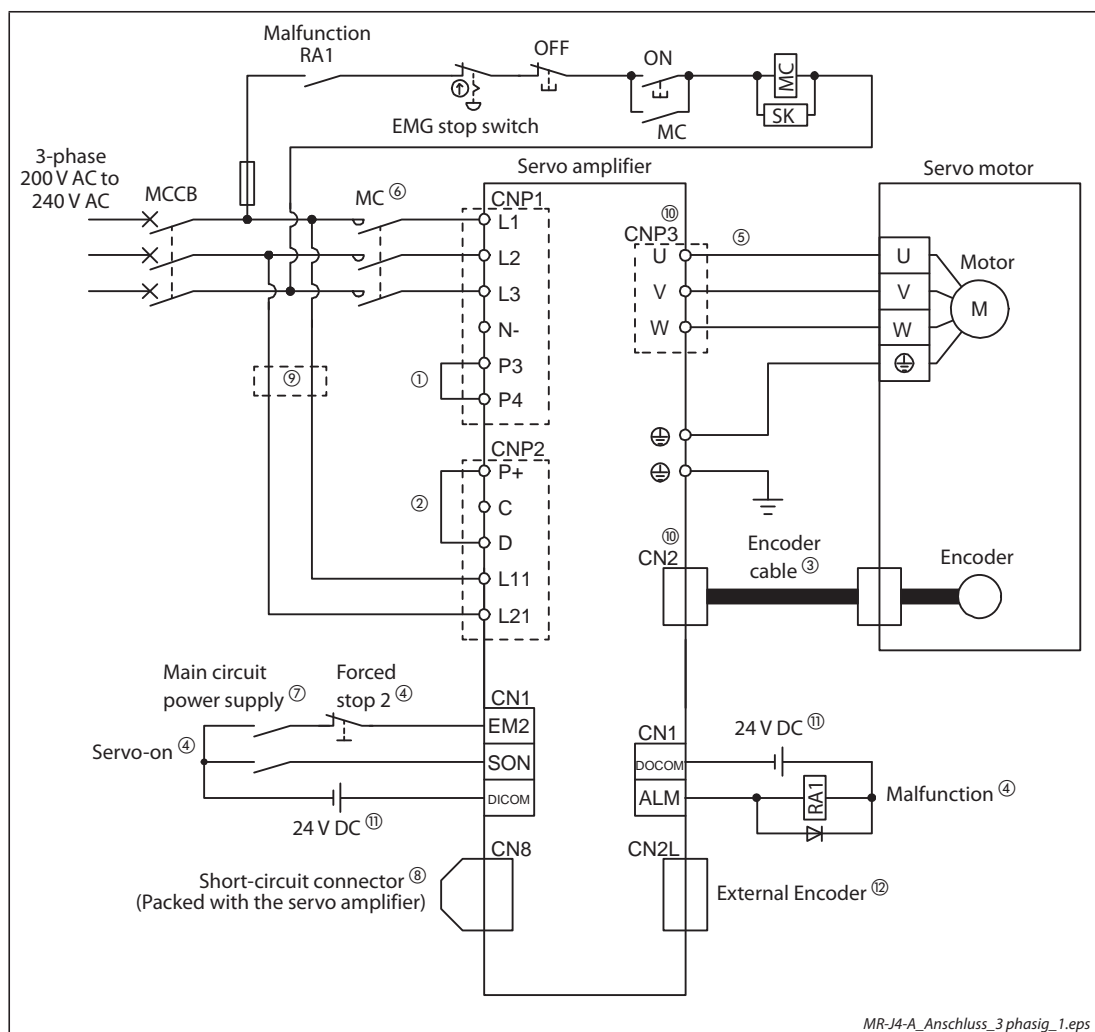 Malfunction
RA1
OFF
ON
MC
SK
EMG stop switch
MC
3-phase
200 V AC to
240 V AC
MCCB
MC ⑥
Servo amplifier
Servo motor
CNP1
L1
L2
L3
N-
P3
P4
①
⑨
⑩
CNP3
U
V
W
⑤
U
V
W
Motor
M
CNP2
P+
C
D
L11
L21
②
⑩
CN2
Encoder
cable ③
Encoder
Main circuit
power supply ⑦
Forced
stop 2 ④
CN1
EM2
Servo-on ④
SON
DICOM
24 V DC ⑪
CN1
24 V DC ⑪
DOCOM
ALM
RA1
Malfunction ④
CN8
Short-circuit connector ⑧
(Packed with the servo amplifier)
CN2L
External Encoder ⑫
MR-J4-A_Anschluss_3 phasig_1.eps